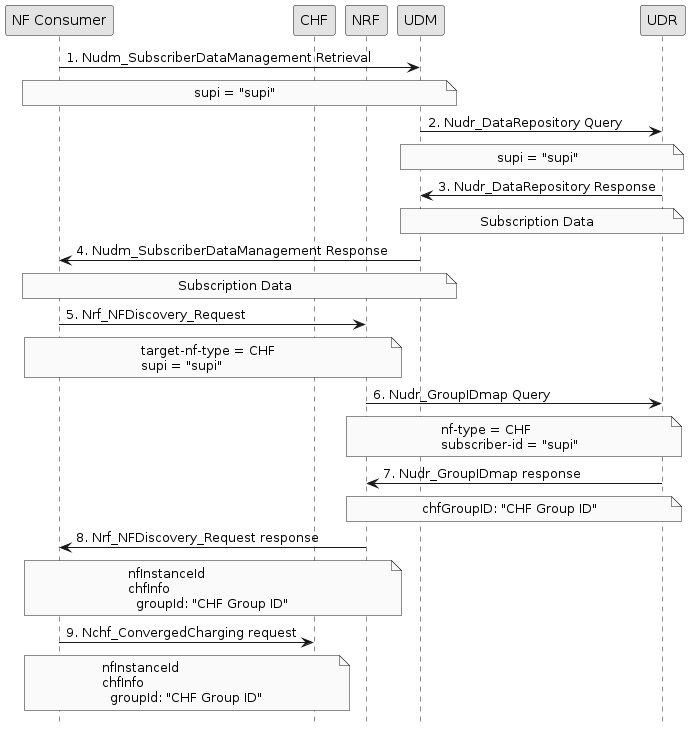 NF Consumer CHF NRF UDM UDR
1. Nudm_SubscriberDataManagement Retrieval
supi = "supi"
2. Nudr_DataRepository Query
supi = "supi"
3. Nudr_DataRepository Response
Subscription Data
4. Nudm_SubscriberDataManagement Response
Subscription Data
5. Nrf_NFDiscovery_Request
target-nf-type = CHF
supi = "supi"
6. Nudr_GroupIDmap Query
nf-type = CHF
subscriber-id = "supi"
7. Nudr_GroupIDmap response
chfGroupID: "CHF Group ID"
8. Nrf_NFDiscovery_Request response
nfInstanceId
chfInfo
groupId: "CHF Group ID"
9. Nchf_ConvergedCharging request
nfInstanceId
chfInfo
groupId: "CHF Group ID"